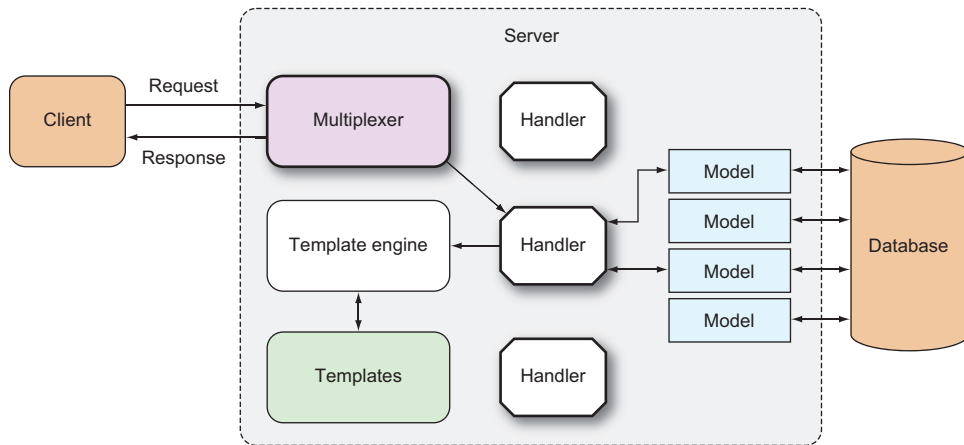 Server
Request
Client
Multiplexer
Handler
Response
Model
Model
Template engine
Handler
Database
Model
Model
Templates
Handler